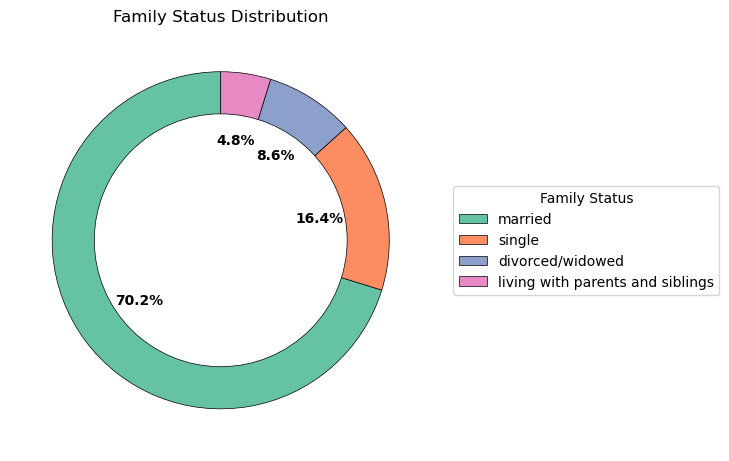 Family Status Distribution
4.8%
8.6%
16.4%
70.2%
Family Status
married
single
divorced/widowed
living with parents and siblings